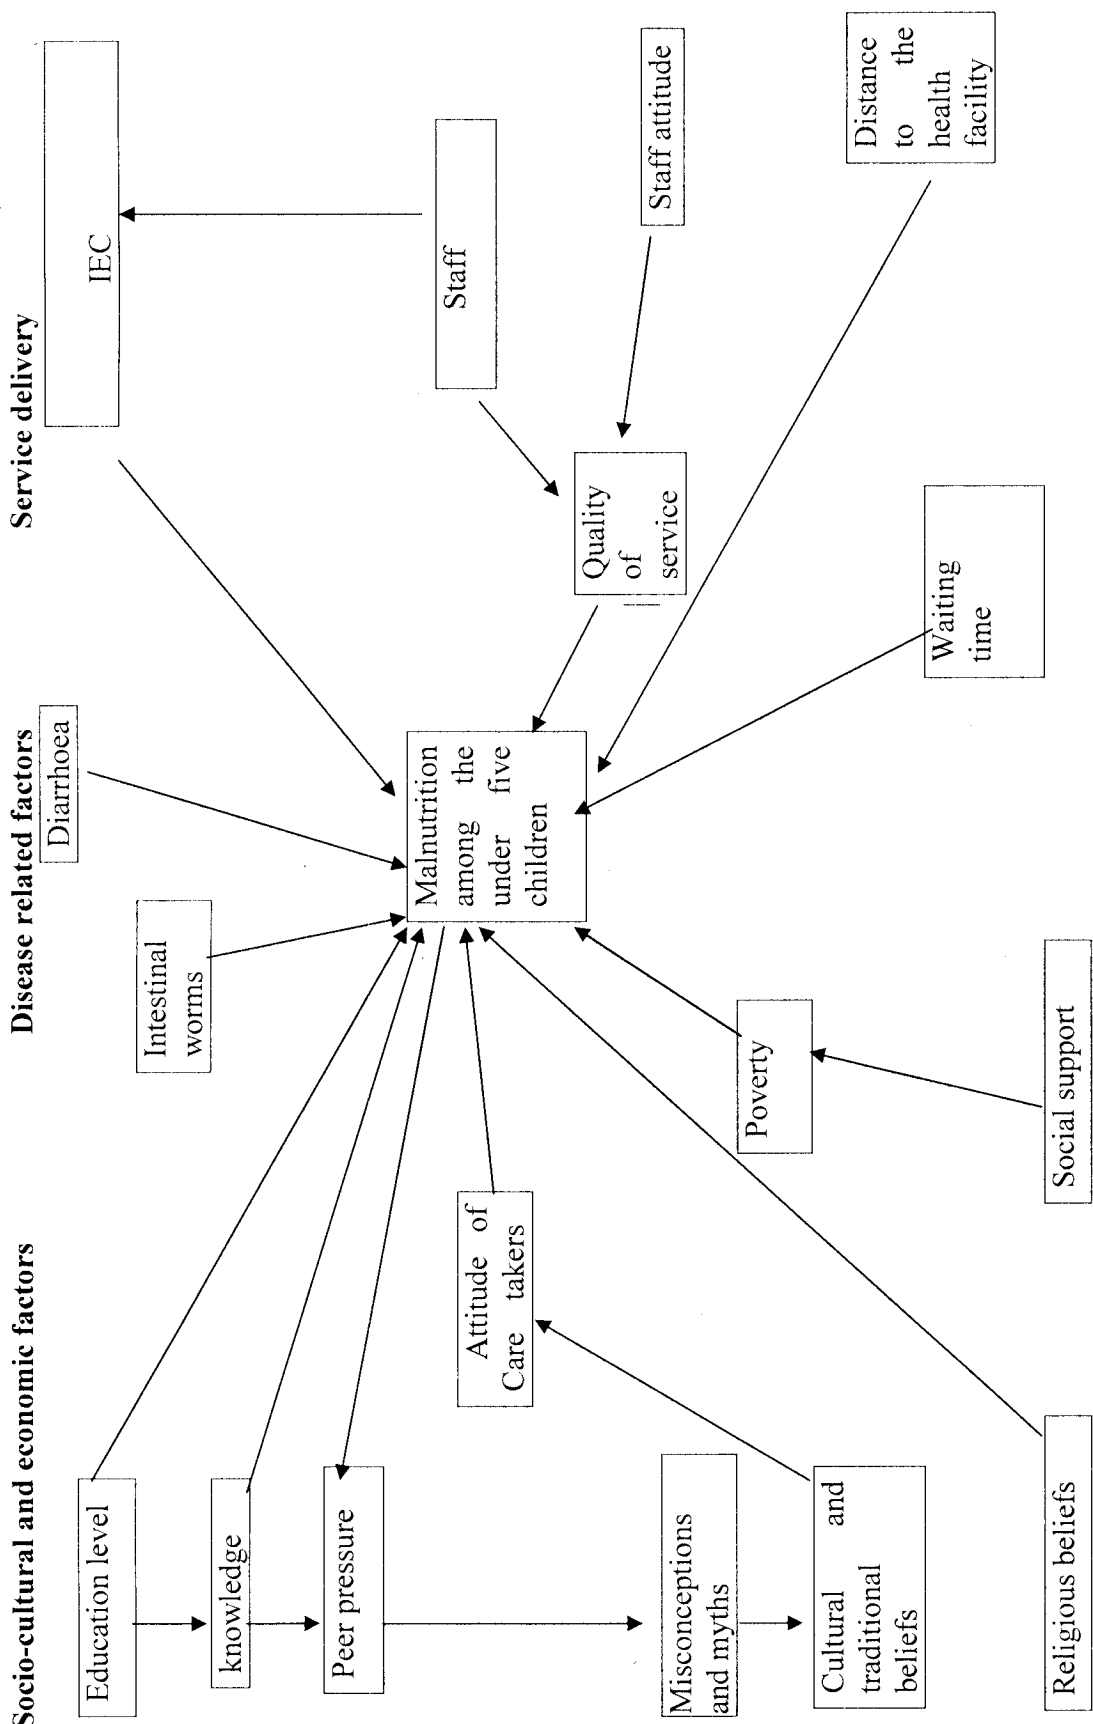 Socio-cultural and economic factors
Disease related factors
Service delivery
Education level
knowledge
Peer pressure
Misconceptions
and myths
Cultural and
traditional
beliefs
Religious beliefs
Attitude of
Care takers
Intestinal
worms
Diarrhoea
Malnutrition
among the
under five
children
Poverty
Social support
IEC
Staff
Staff attitude
Quality
of
service
Waiting
time
Distance
to the
health
facility